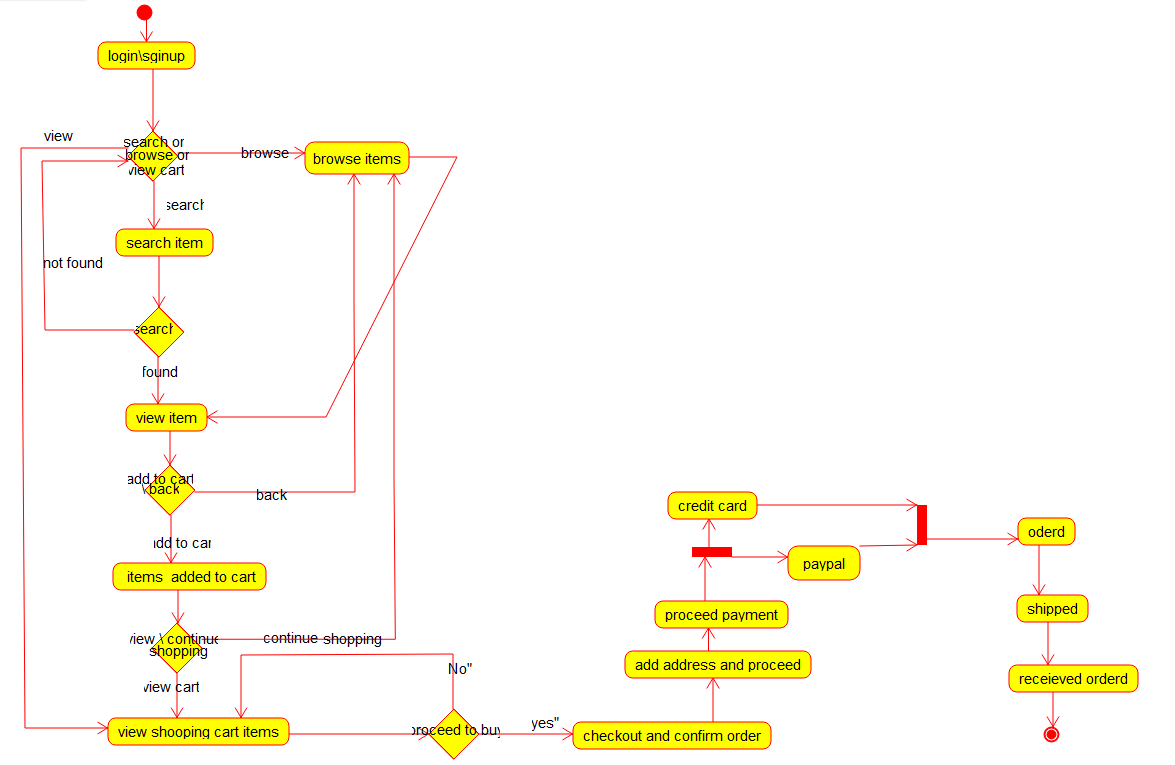 login\sginup
view
search or
browse or
view cart
browse
browse items
search
search item
not found
search
found
view item
add to cart
\ back
back
add to car
items  added to cart
view \ continue
shopping
continue shopping
view cart
No"
view shooping cart items
proceed to buy
yes"
checkout and confirm order
add address and proceed
proceed payment
credit card
paypal
oderd
shipped
receieved orderd